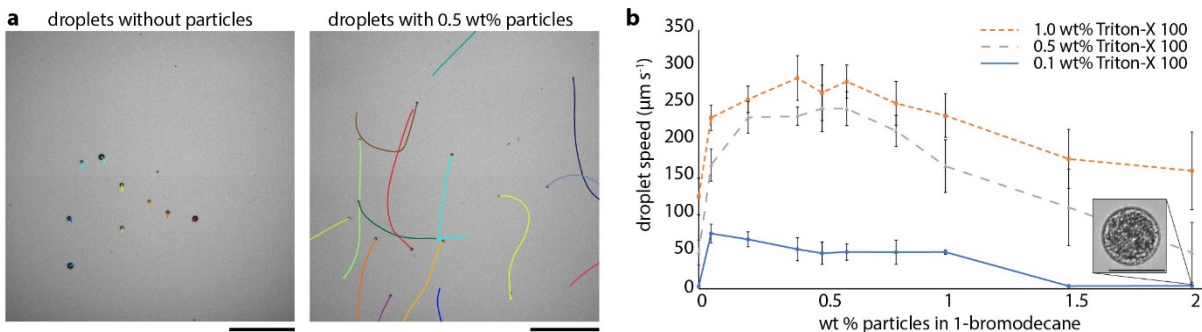 a
droplets without particles
droplets with 0.5 wt% particles
b
1.0 wt% Triton-X 100
0.5 wt% Triton-X 100
0.1 wt% Triton-X 100
droplet speed (µm s⁻¹)
350
300
250
200
150
100
50
0
0
0.5
1
1.5
2
wt % particles in 1-bromodecane